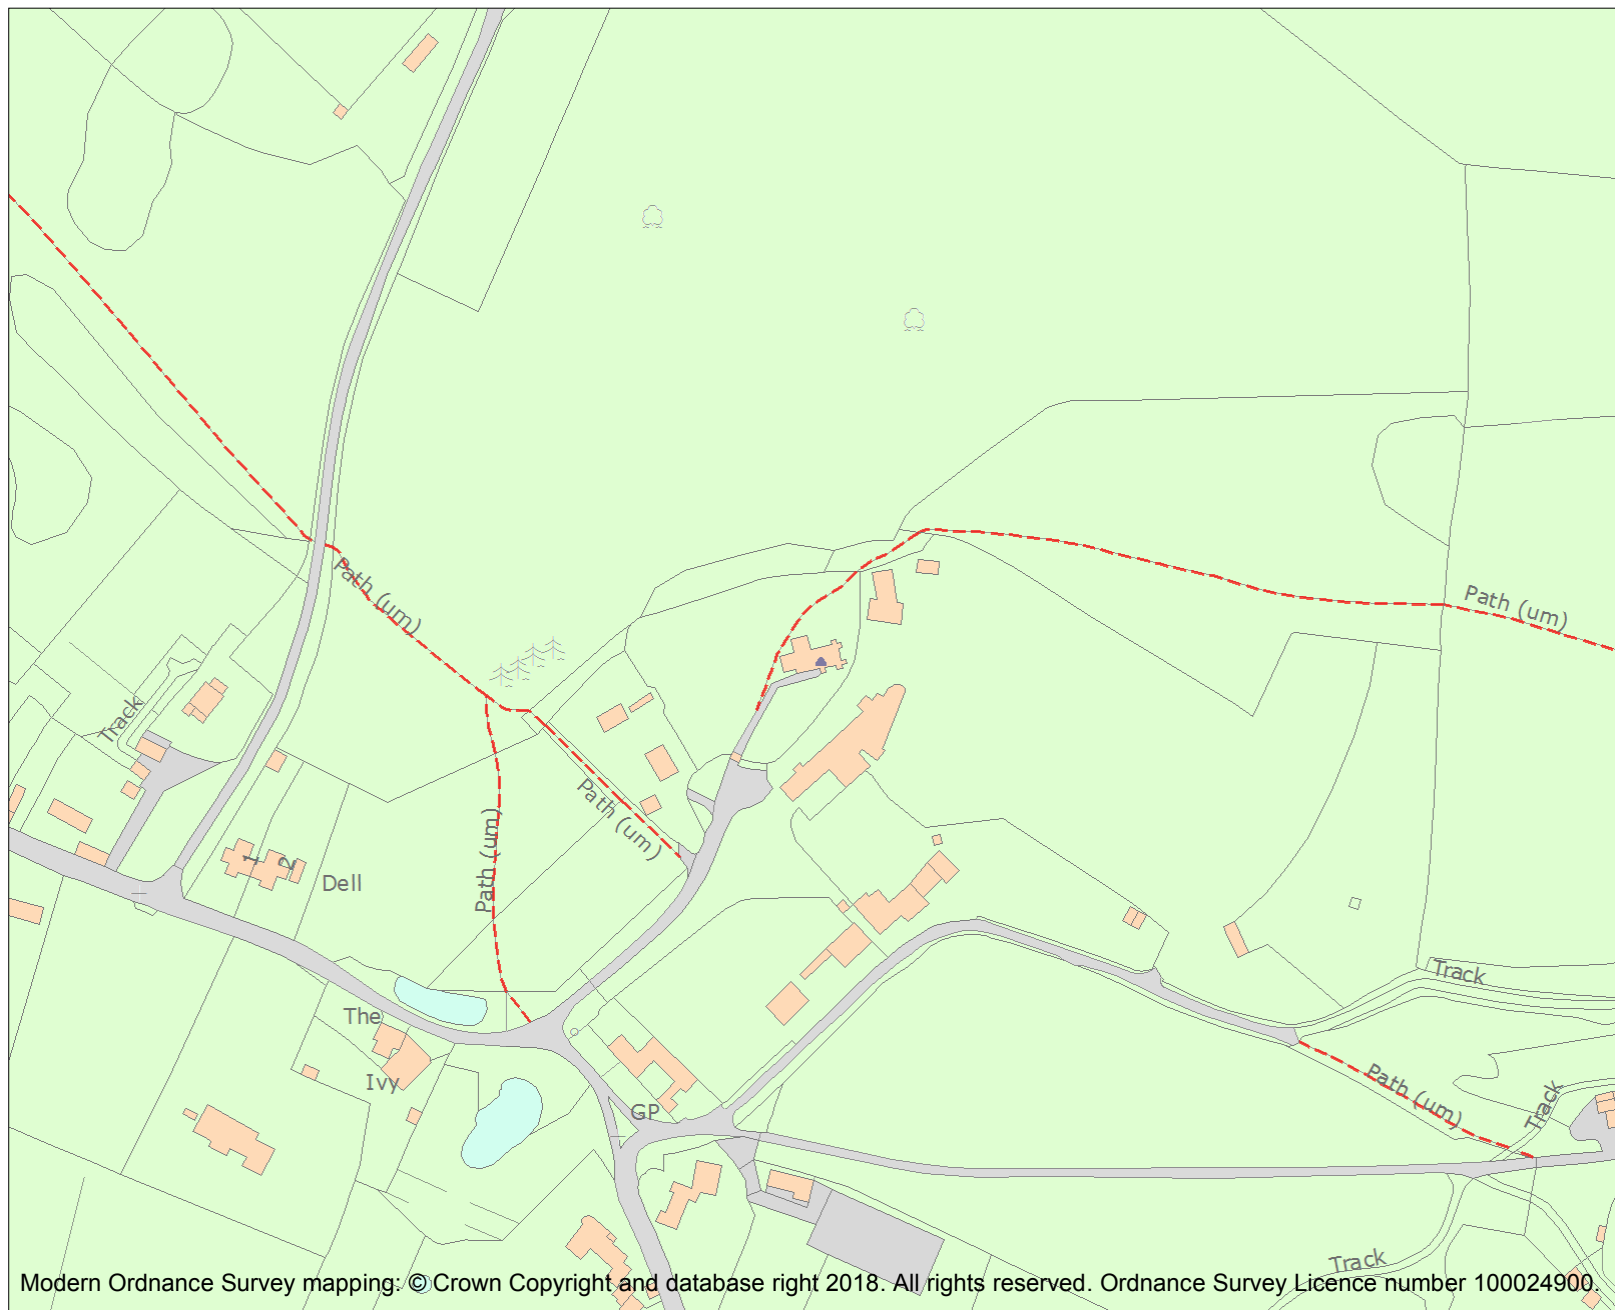 Path (um)
Path (um)
Track
Path (um)
Path (um)
1
2
Dell
Track
The
Ivy
GP
Path (um)
Track
Track
Modern Ordnance Survey mapping. © Crown Copyright and database right 2018. All rights reserved. Ordnance Survey Licence number 100024900.